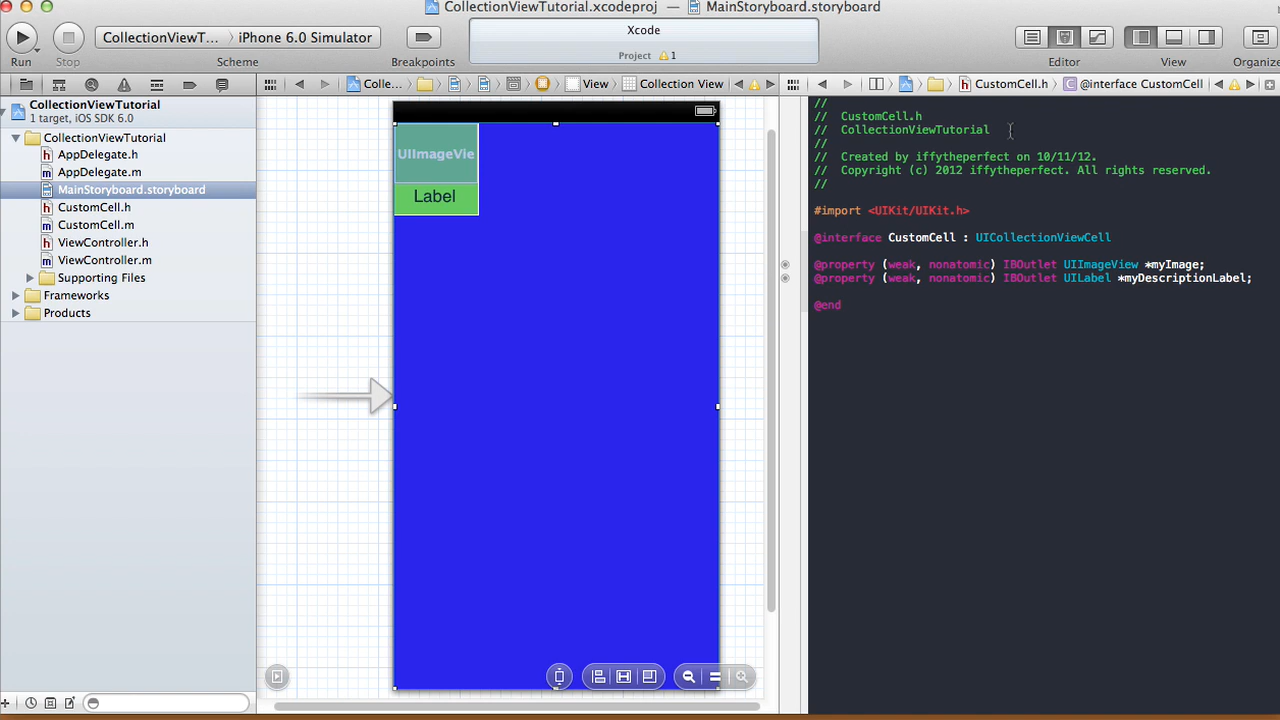 CollectionViewTutorial.xcodeproj — MainStoryboard.storyboard
CollectionViewT... iPhone 6.0 Simulator
Xcode
Project 1
Run Stop Scheme Breakpoints Editor View Organize
Colle... View Collection View
CustomCell.h @interface CustomCell
CollectionViewTutorial
1 target, iOS SDK 6.0
CollectionViewTutorial
AppDelegate.h
AppDelegate.m
MainStoryboard.storyboard
CustomCell.h
CustomCell.m
ViewController.h
ViewController.m
Supporting Files
Frameworks
Products
UIImageVie
Label
//
// CustomCell.h
// CollectionViewTutorial
//
// Created by iffytheperfect on 10/11/12.
// Copyright (c) 2012 iffytheperfect. All rights reserved.
//
#import <UIKit/UIKit.h>
@interface CustomCell : UICollectionViewCell
@property (weak, nonatomic) IBOutlet UIImageView *myImage;
@property (weak, nonatomic) IBOutlet UILabel *myDescriptionLabel;
@end